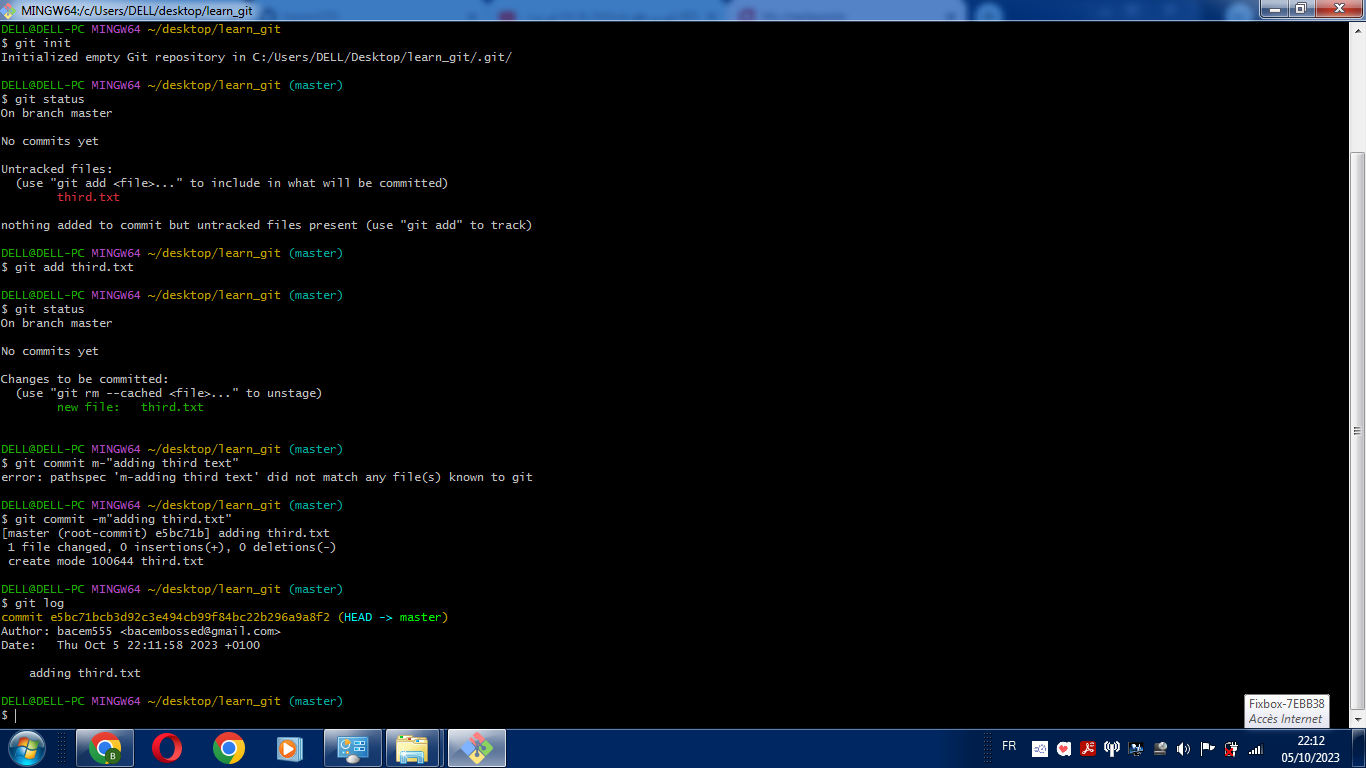 MINGW64:/c/Users/DELL/desktop/learn_git
DELL@DELL-PC MINGW64 ~/desktop/learn_git
$ git init
Initialized empty Git repository in C:/Users/DELL/Desktop/learn_git/.git/
DELL@DELL-PC MINGW64 ~/desktop/learn_git (master)
$ git status
On branch master
No commits yet
Untracked files:
  (use "git add <file>..." to include in what will be committed)
        third.txt
nothing added to commit but untracked files present (use "git add" to track)
DELL@DELL-PC MINGW64 ~/desktop/learn_git (master)
$ git add third.txt
DELL@DELL-PC MINGW64 ~/desktop/learn_git (master)
$ git status
On branch master
No commits yet
Changes to be committed:
  (use "git rm --cached <file>..." to unstage)
        new file:   third.txt
DELL@DELL-PC MINGW64 ~/desktop/learn_git (master)
$ git commit m-"adding third text"
error: pathspec 'm-adding third text' did not match any file(s) known to git
DELL@DELL-PC MINGW64 ~/desktop/learn_git (master)
$ git commit -m"adding third.txt"
[master (root-commit) e5bc71b] adding third.txt
 1 file changed, 0 insertions(+), 0 deletions(-)
 create mode 100644 third.txt
DELL@DELL-PC MINGW64 ~/desktop/learn_git (master)
$ git log
commit e5bc71bcb3d92c3e494cb99f84bc22b296a9a8f2 (HEAD -> master)
Author: bacem555 <bacembossed@gmail.com>
Date:   Thu Oct 5 22:11:58 2023 +0100
    adding third.txt
DELL@DELL-PC MINGW64 ~/desktop/learn_git (master)
$
Fixbox-7EBB38
Accès Internet
FR
22:12
05/10/2023